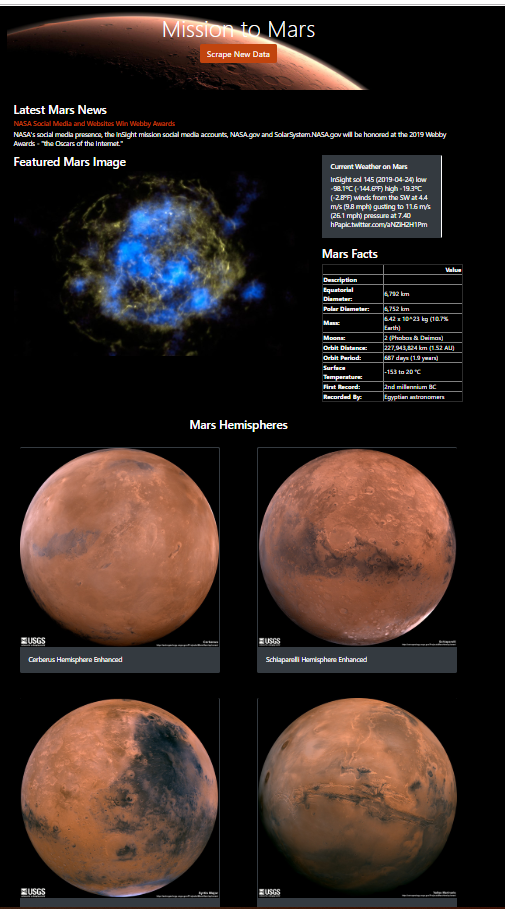 Mission to Mars
Scrape New Data
Latest Mars News
NASA Social Media and Websites Win Webby Awards
NASA's social media presence, the InSight mission social media accounts, NASA.gov and SolarSystem.NASA.gov will be honored at the 2019 Webby
Awards - "the Oscars of the Internet."
Featured Mars Image
Current Weather on Mars
InSight sol 145 (2019-04-24) low
-98.1ºC (-144.6ºF) high -19.3ºC
(-2.8ºF) winds from the SW at 4.4
m/s (9.8 mph) gusting to 11.6 m/s
(26.1 mph) pressure at 7.40
Mars Facts
Value
Description
Equatorial
Diameter:
6,792 km
Polar Diameter: 6,752 km
Mass:
6.42 x 10^23 kg (10.7%
Earth)
Moons: 2 (Phobos & Deimos)
Orbit Distance: 227,943,824 km (1.52 AU)
Orbit Period: 687 days (1.9 years)
Surface
Temperature:
-153 to 20 °C
First Record: 2nd millennium BC
Recorded By: Egyptian astronomers
Mars Hemispheres
USGS
Cerberus
USGS
Schiaparelli
Cerberus Hemisphere Enhanced
Schiaparelli Hemisphere Enhanced
USGS
Syrtis Major
USGS
Valles Marineris